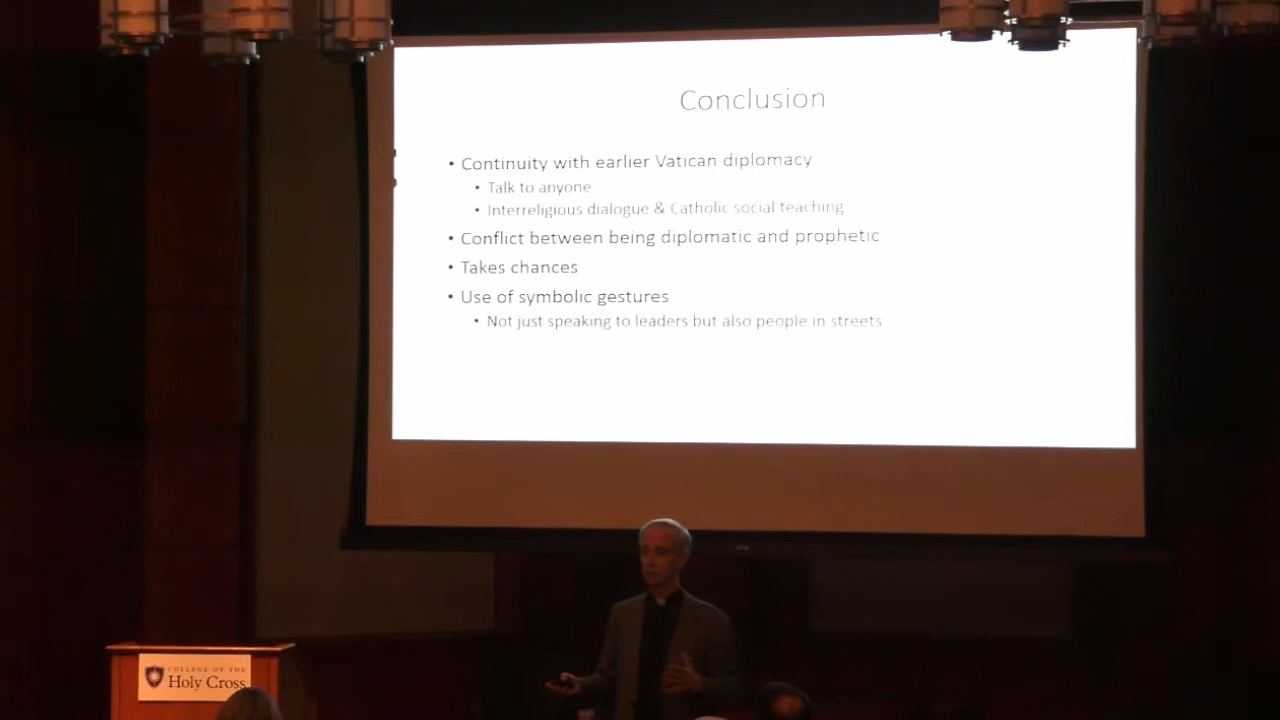 Conclusion
• Continuity with earlier Vatican diplomacy
• Talk to anyone
• Interreligious dialogue & Catholic social teaching
• Conflict between being diplomatic and prophetic
• Takes chances
• Use of symbolic gestures
• Not just speaking to leaders but also people in streets
COLLEGE OF THE
Holy Cross